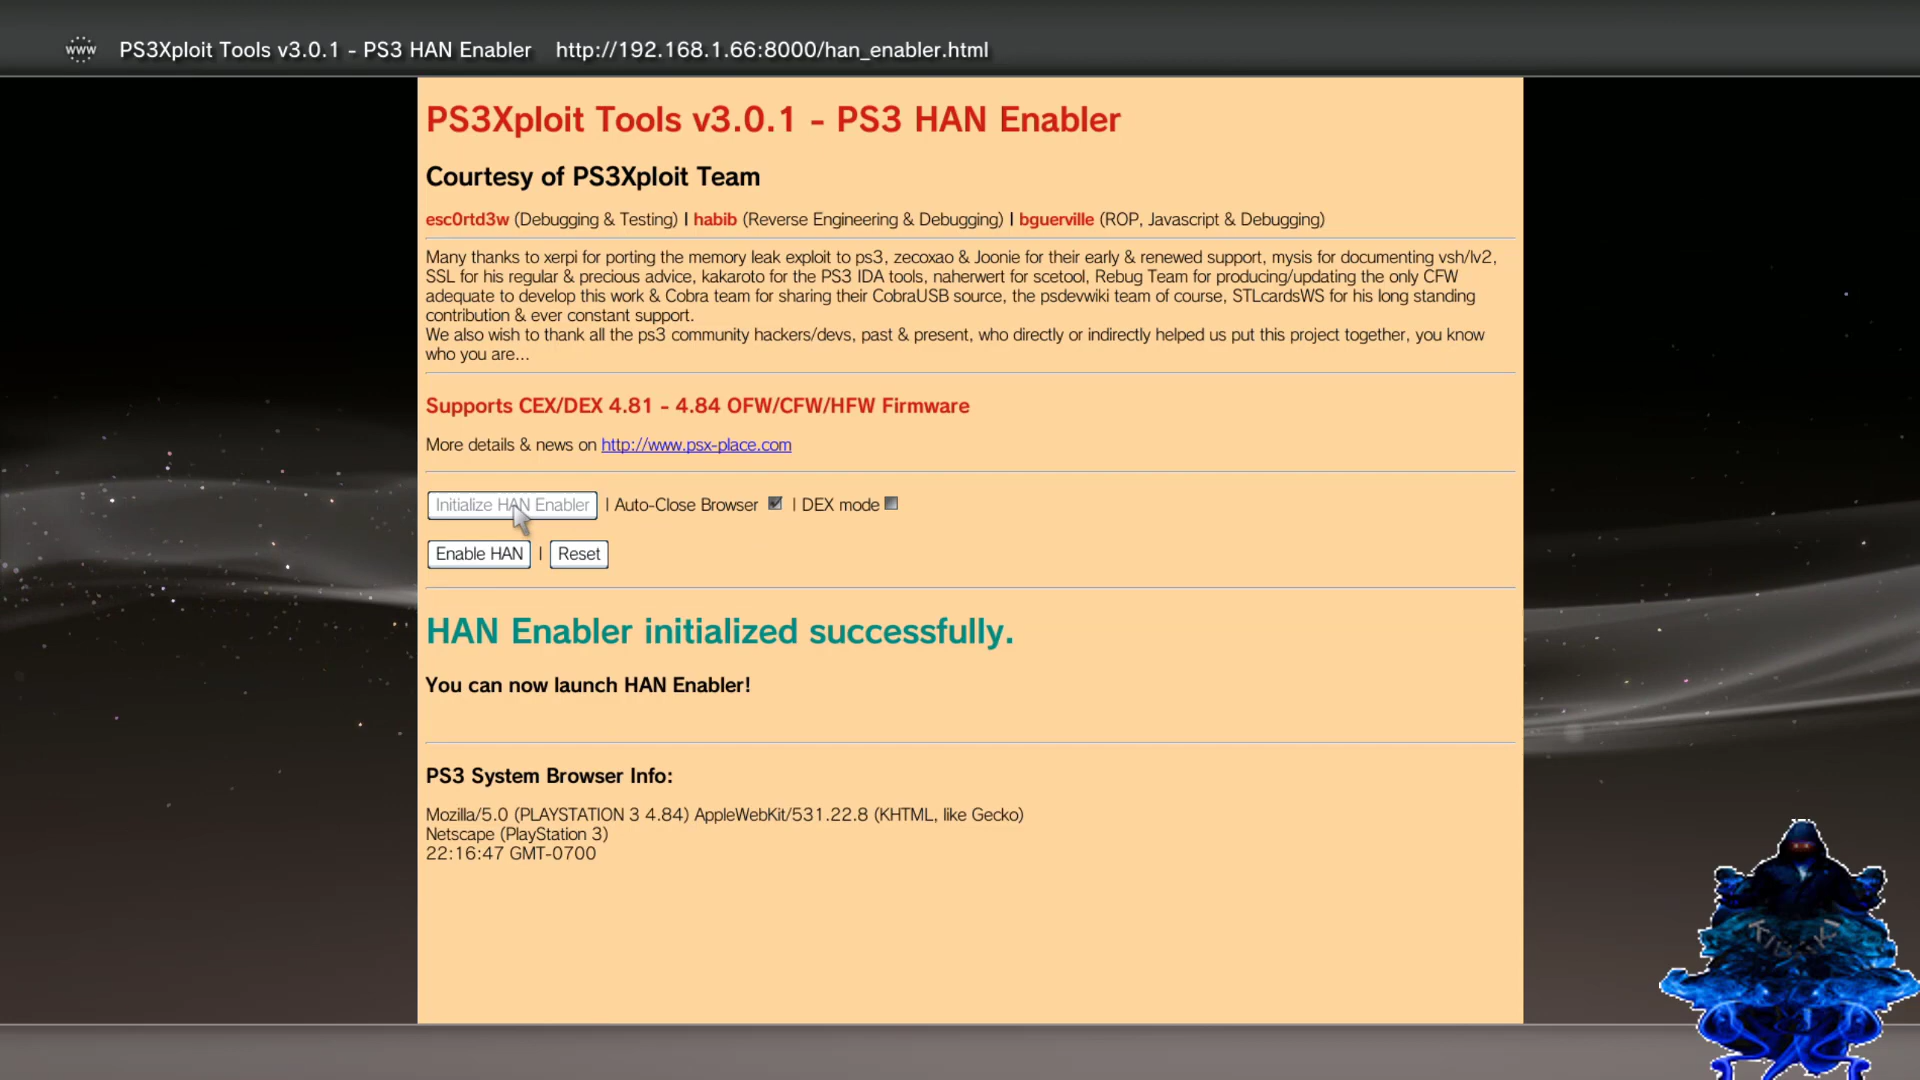 www PS3Xploit Tools v3.0.1 - PS3 HAN Enabler http://192.168.1.66:8000/han_enabler.html
PS3Xploit Tools v3.0.1 - PS3 HAN Enabler
Courtesy of PS3Xploit Team
esc0rtd3w (Debugging & Testing) | habib (Reverse Engineering & Debugging) | bguerville (ROP, Javascript & Debugging)
Many thanks to xerpi for porting the memory leak exploit to ps3, zecoxao & Joonie for their early & renewed support, mysis for documenting vsh/lv2,
SSL for his regular & precious advice, kakaroto for the PS3 IDA tools, naherwert for scetool, Rebug Team for producing/updating the only CFW
adequate to develop this work & Cobra team for sharing their CobraUSB source, the psdevwiki team of course, STLcardsWS for his long standing
contribution & ever constant support.
We also wish to thank all the ps3 community hackers/devs, past & present, who directly or indirectly helped us put this project together, you know
who you are...
Supports CEX/DEX 4.81 - 4.84 OFW/CFW/HFW Firmware
More details & news on http://www.psx-place.com
Initialize HAN Enabler | Auto-Close Browser | DEX mode
Enable HAN | Reset
HAN Enabler initialized successfully.
You can now launch HAN Enabler!
PS3 System Browser Info:
Mozilla/5.0 (PLAYSTATION 3 4.84) AppleWebKit/531.22.8 (KHTML, like Gecko)
Netscape (PlayStation 3)
22:16:47 GMT-0700